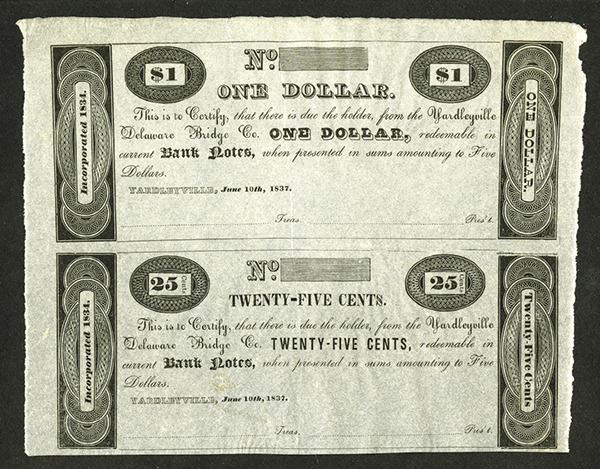 No.
$1
$1
ONE DOLLAR.
This is to Certify, that there is due the holder, from the Yardleyville
Delaware Bridge Co. ONE DOLLAR, redeemable in
current Bank Notes, when presented in sums amounting to Five
Dollars.
YARDLEYVILLE, June 10th, 1837.
Treas.
Pres't.
Incorporated 1834.
ONE DOLLAR.
No.
25 Cents
25 Cents
TWENTY-FIVE CENTS.
This is to Certify, that there is due the holder, from the Yardleyville
Delaware Bridge Co. TWENTY-FIVE CENTS, redeemable in
current Bank Notes, when presented in sums amounting to Five
Dollars.
YARDLEYVILLE, June 10th, 1837.
Treas.
Pres't.
Incorporated 1834.
Twenty-Five Cents